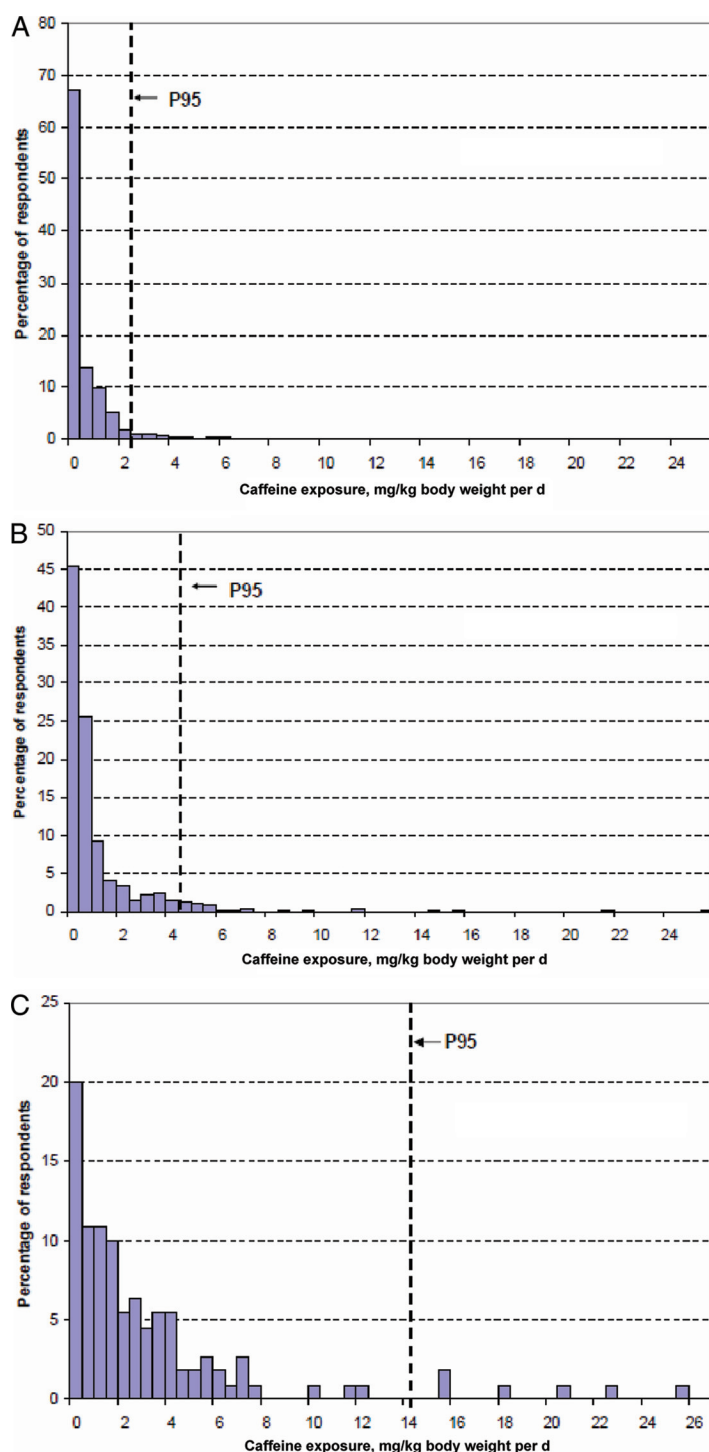 A
80
70
60
50
40
30
20
10
0
Percentage of respondents
P95
0 2 4 6 8 10 12 14 16 18 20 22 24
Caffeine exposure, mg/kg body weight per d
B
50
45
40
35
30
25
20
15
10
5
0
Percentage of respondents
P95
0 2 4 6 8 10 12 14 16 18 20 22 24
Caffeine exposure, mg/kg body weight per d
C
25
20
15
10
5
0
Percentage of respondents
P95
0 2 4 6 8 10 12 14 16 18 20 22 24 26
Caffeine exposure, mg/kg body weight per d